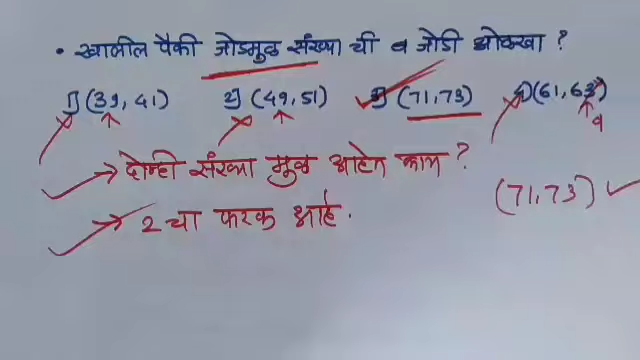 • खालील पैकी जोडमुळ संख्या ची व जोडी ओळखा ?
1) (39, 41) 2) (49, 51) 3) (71, 73) 4) (61, 63)
→ दोन्ही संख्या मुळ आहेत काय ?
(71, 73)
→ 2 चा फरक आहे.